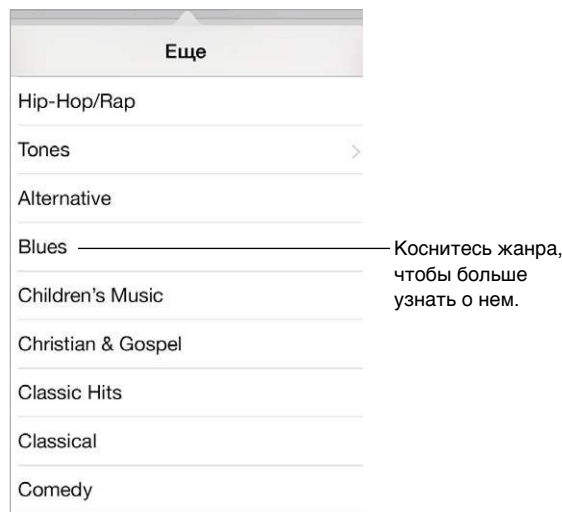 Еще
Hip-Hop/Rap
Tones
Alternative
Blues
Коснитесь жанра,
чтобы больше
узнать о нем.
Children's Music
Christian & Gospel
Classic Hits
Classical
Comedy